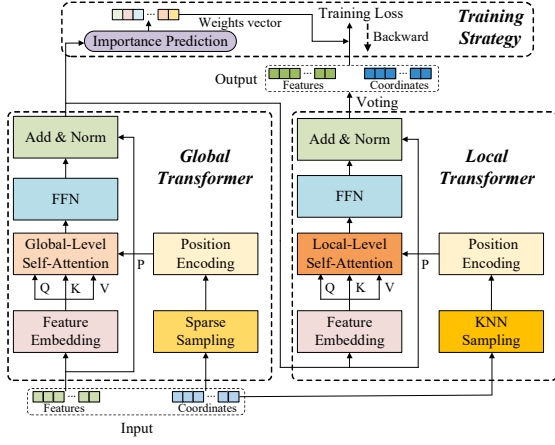 Weights vector
Training Loss
Training
Strategy
Importance Prediction
Backward
Output
Features
Coordinates
Voting
Add & Norm
Global
Transformer
FFN
Global-Level
Self-Attention
P
Position
Encoding
Q
K
V
Feature
Embedding
Sparse
Sampling
Add & Norm
Local
Transformer
FFN
Local-Level
Self-Attention
P
Position
Encoding
Q
K
V
Feature
Embedding
KNN
Sampling
Features
Coordinates
Input